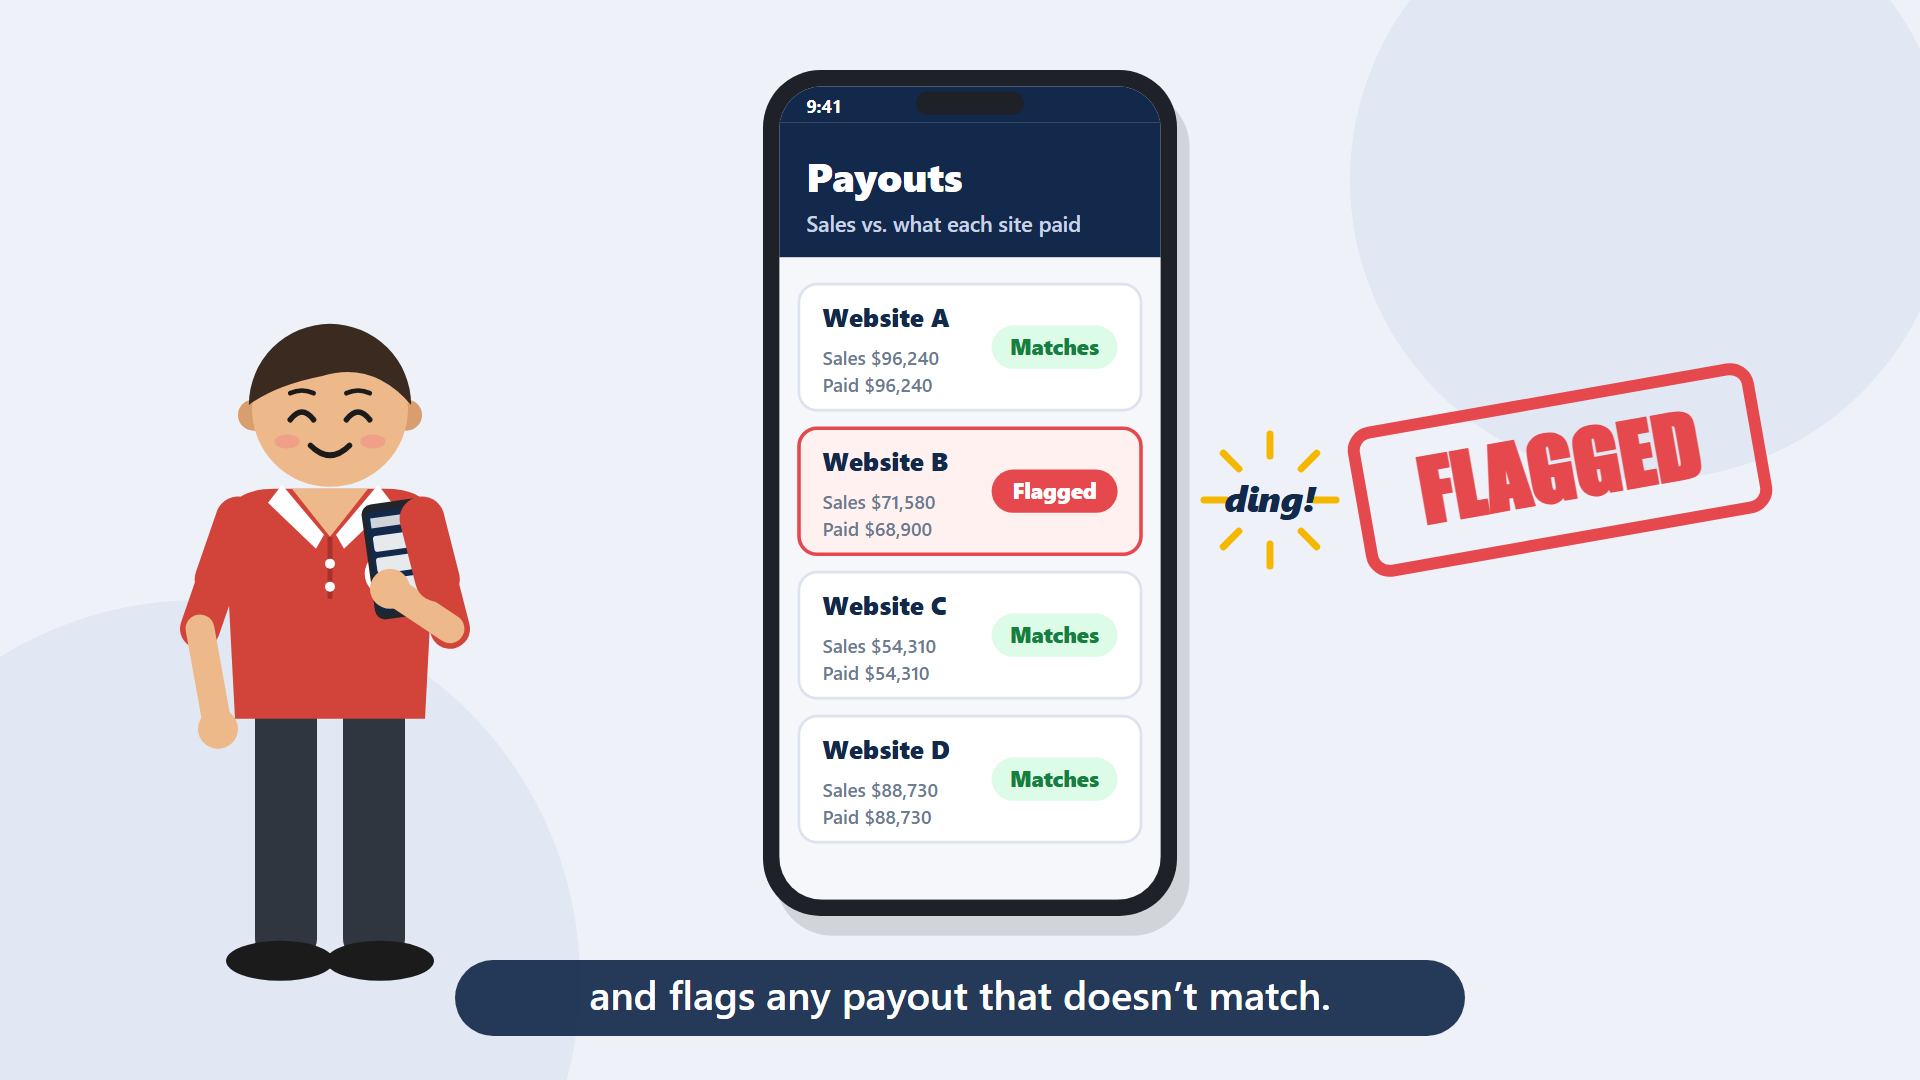 9:41
Payouts
Sales vs. what each site paid
Website A
Sales $96,240
Paid $96,240
Matches
Website B
Sales $71,580
Paid $68,900
Flagged
ding!
FLAGGED
Website C
Sales $54,310
Paid $54,310
Matches
Website D
Sales $88,730
Paid $88,730
Matches
and flags any payout that doesn’t match.